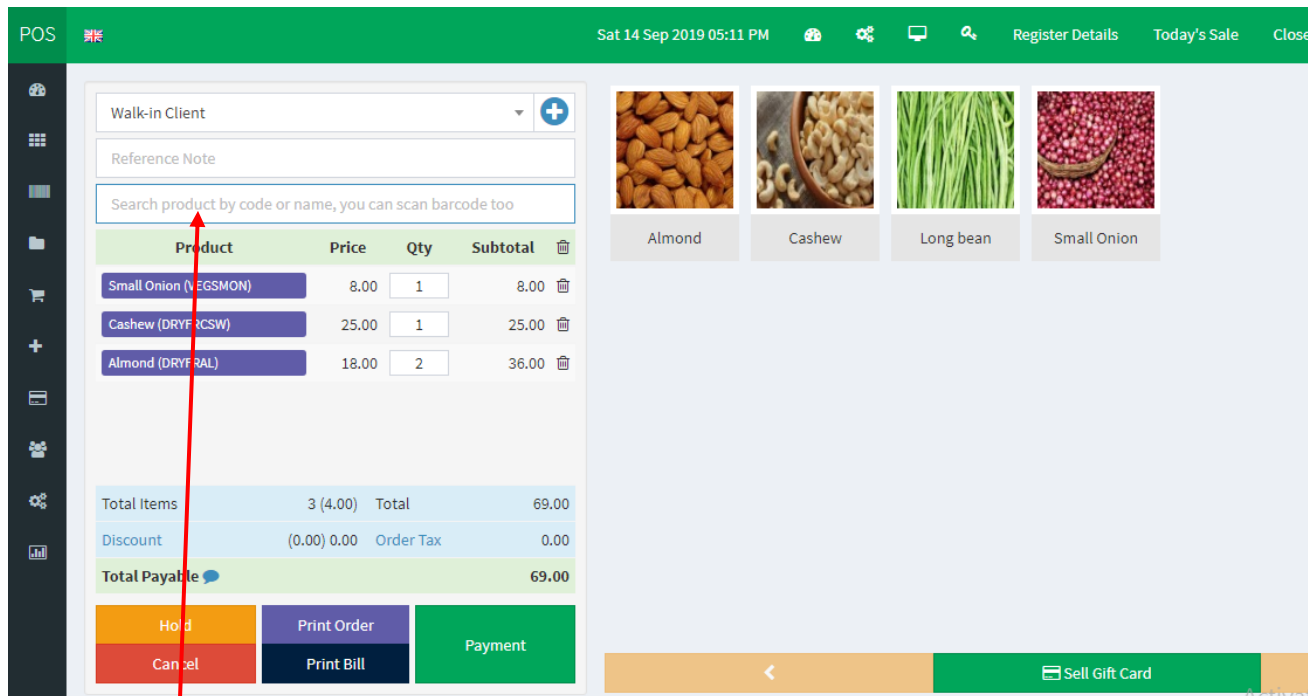 POS Sat 14 Sep 2019 05:11 PM Register Details Today's Sale Close
Walk-in Client
Reference Note
Search product by code or name, you can scan barcode too
Product Price Qty Subtotal
Small Onion (VEGSMON) 8.00 1 8.00
Cashew (DRYFRCSW) 25.00 1 25.00
Almond (DRYFRAL) 18.00 2 36.00
Total Items 3 (4.00) Total 69.00
Discount (0.00) 0.00 Order Tax 0.00
Total Payable 69.00
Hold Print Order Payment
Cancel Print Bill
Almond Cashew Long bean Small Onion
Sell Gift Card